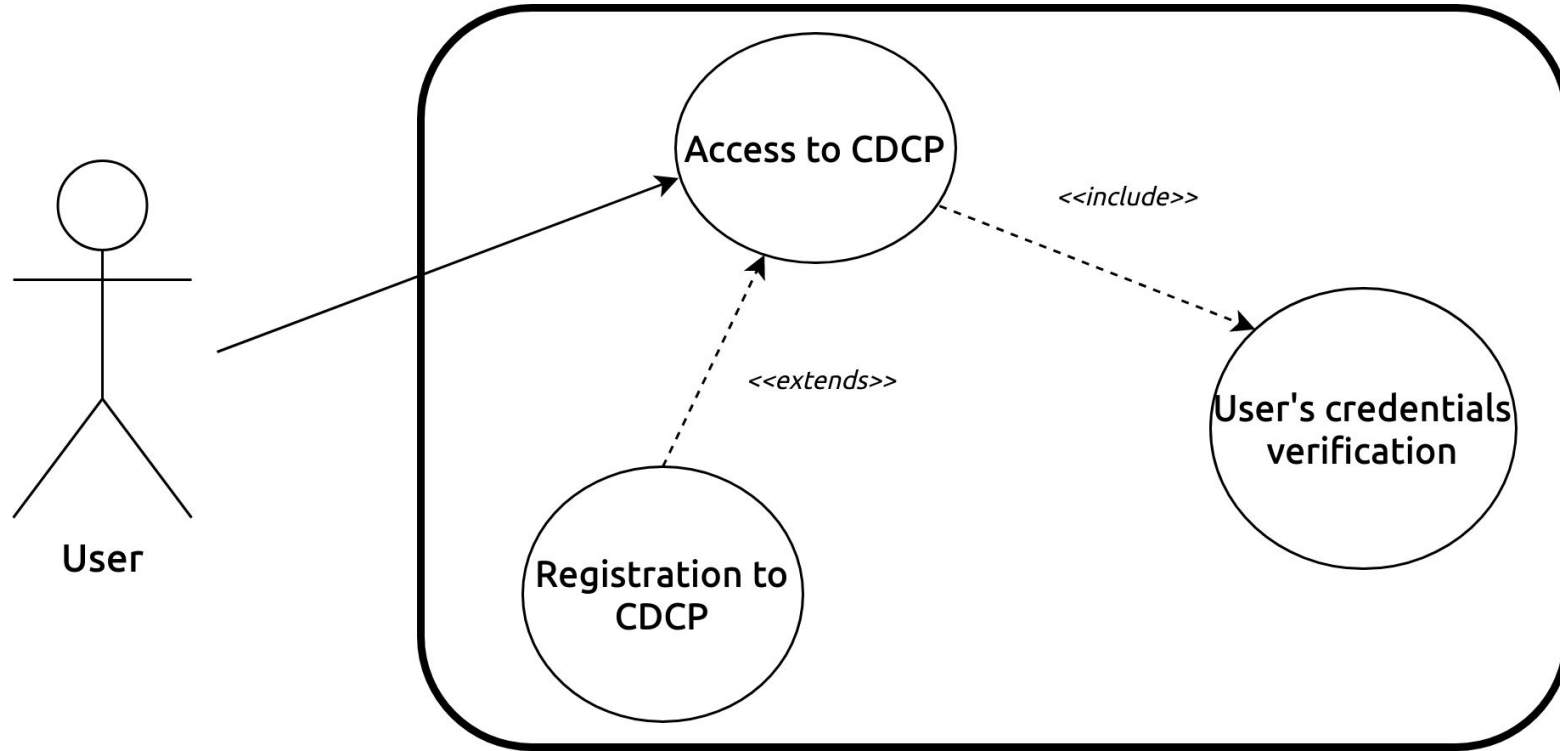 Access to CDCP
<<include>>
<<extends>>
User's credentials
verification
User
Registration to
CDCP